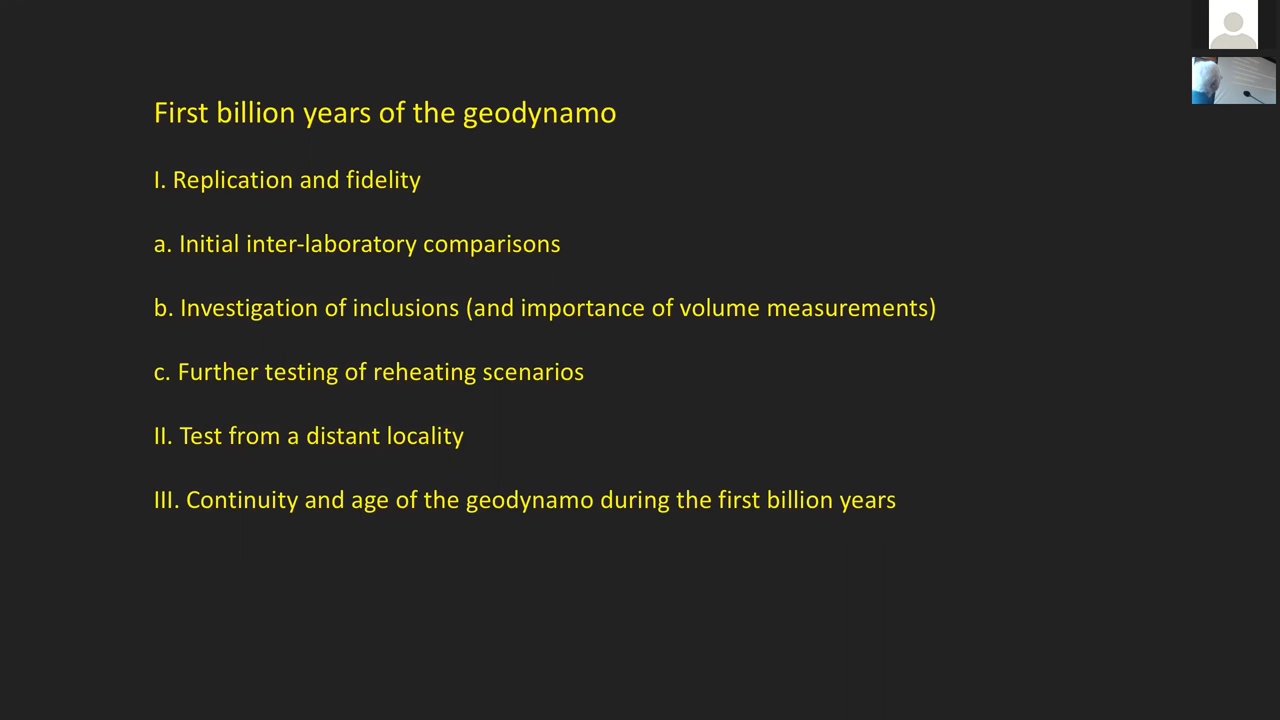 First billion years of the geodynamo
I. Replication and fidelity
a. Initial inter-laboratory comparisons
b. Investigation of inclusions (and importance of volume measurements)
c. Further testing of reheating scenarios
II. Test from a distant locality
III. Continuity and age of the geodynamo during the first billion years